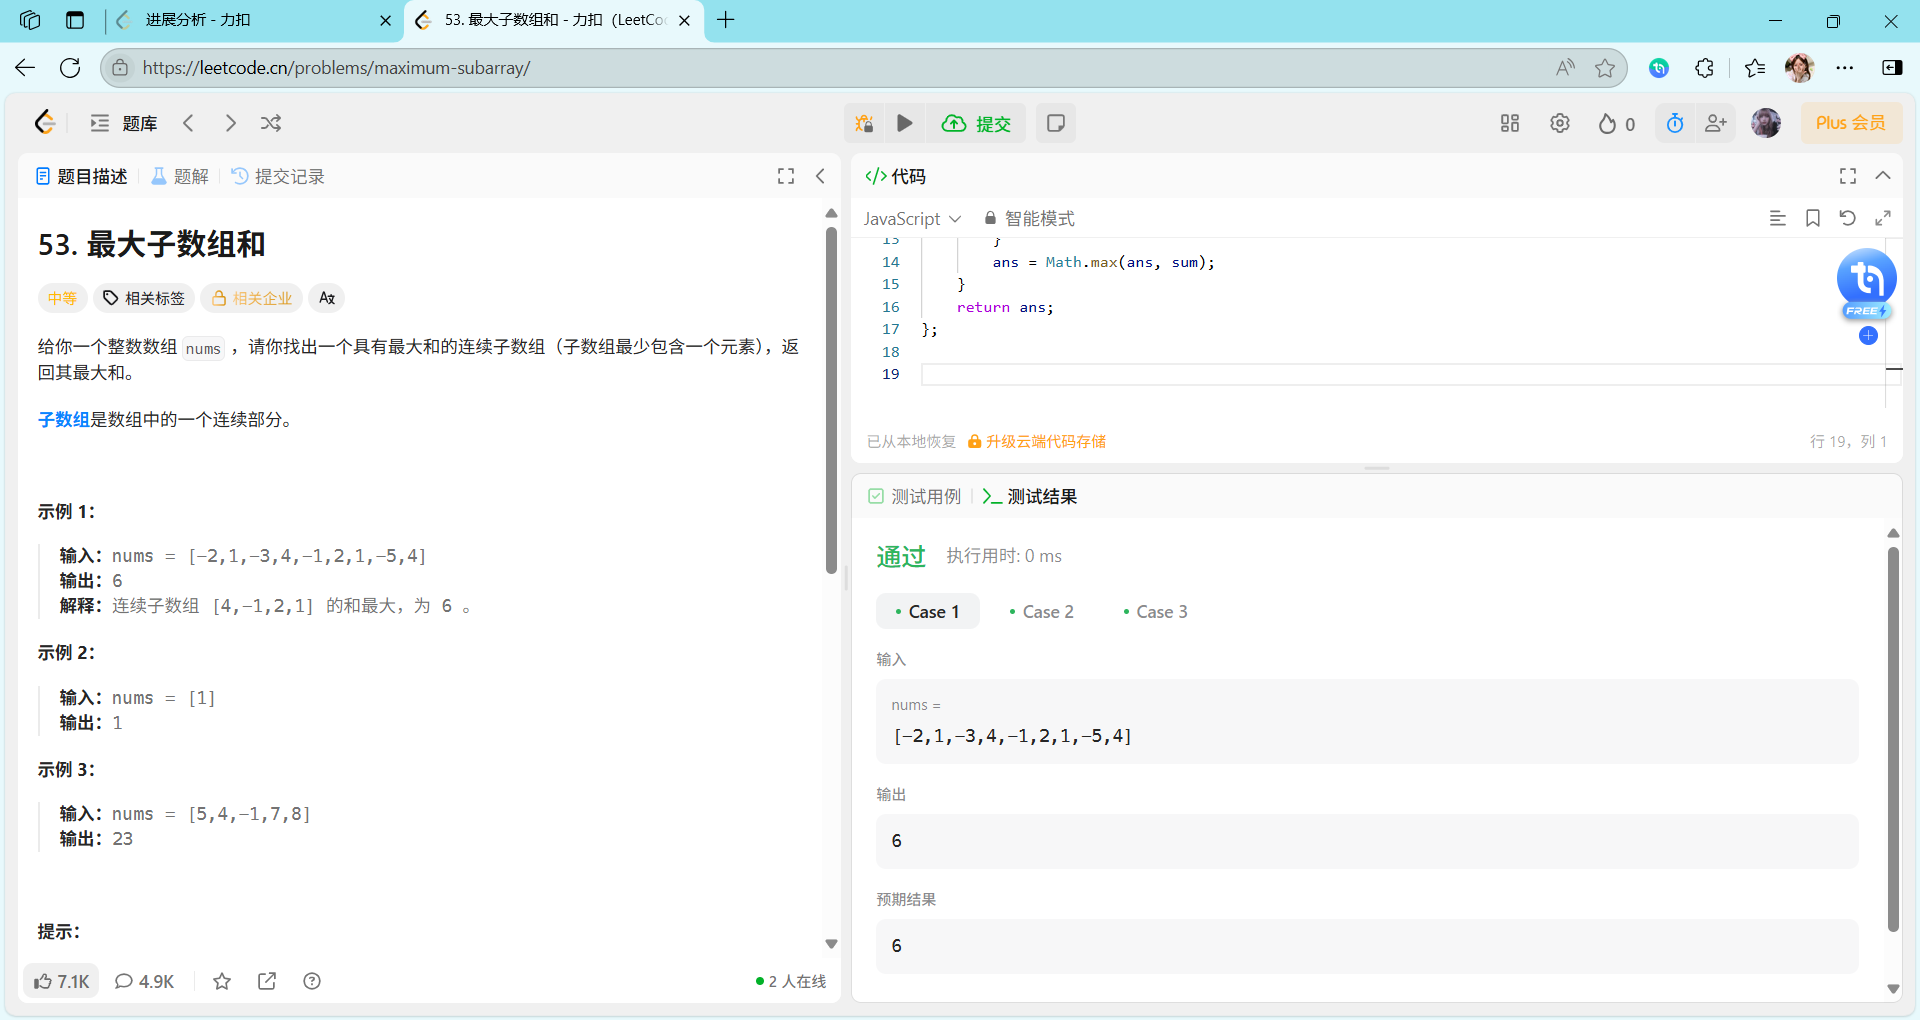 进展分析 - 力扣
53. 最大子数组和 - 力扣（LeetCo
https://leetcode.cn/problems/maximum-subarray/
题库
提交
0
Plus 会员
题目描述
题解
提交记录
53. 最大子数组和
中等
相关标签
相关企业
给你一个整数数组 nums ，请你找出一个具有最大和的连续子数组（子数组最少包含一个元素），返
回其最大和。
子数组是数组中的一个连续部分。
示例 1：
输入：nums = [-2,1,-3,4,-1,2,1,-5,4]
输出：6
解释：连续子数组 [4,-1,2,1] 的和最大，为 6 。
示例 2：
输入：nums = [1]
输出：1
示例 3：
输入：nums = [5,4,-1,7,8]
输出：23
提示：
7.1K
4.9K
2 人在线
</> 代码
JavaScript
智能模式
13 }
14 ans = Math.max(ans, sum);
15 }
16 return ans;
17 };
18
19
FREE
已从本地恢复
升级云端代码存储
行 19，列 1
测试用例
测试结果
通过
执行用时: 0 ms
Case 1
Case 2
Case 3
输入
nums =
[-2,1,-3,4,-1,2,1,-5,4]
输出
6
预期结果
6